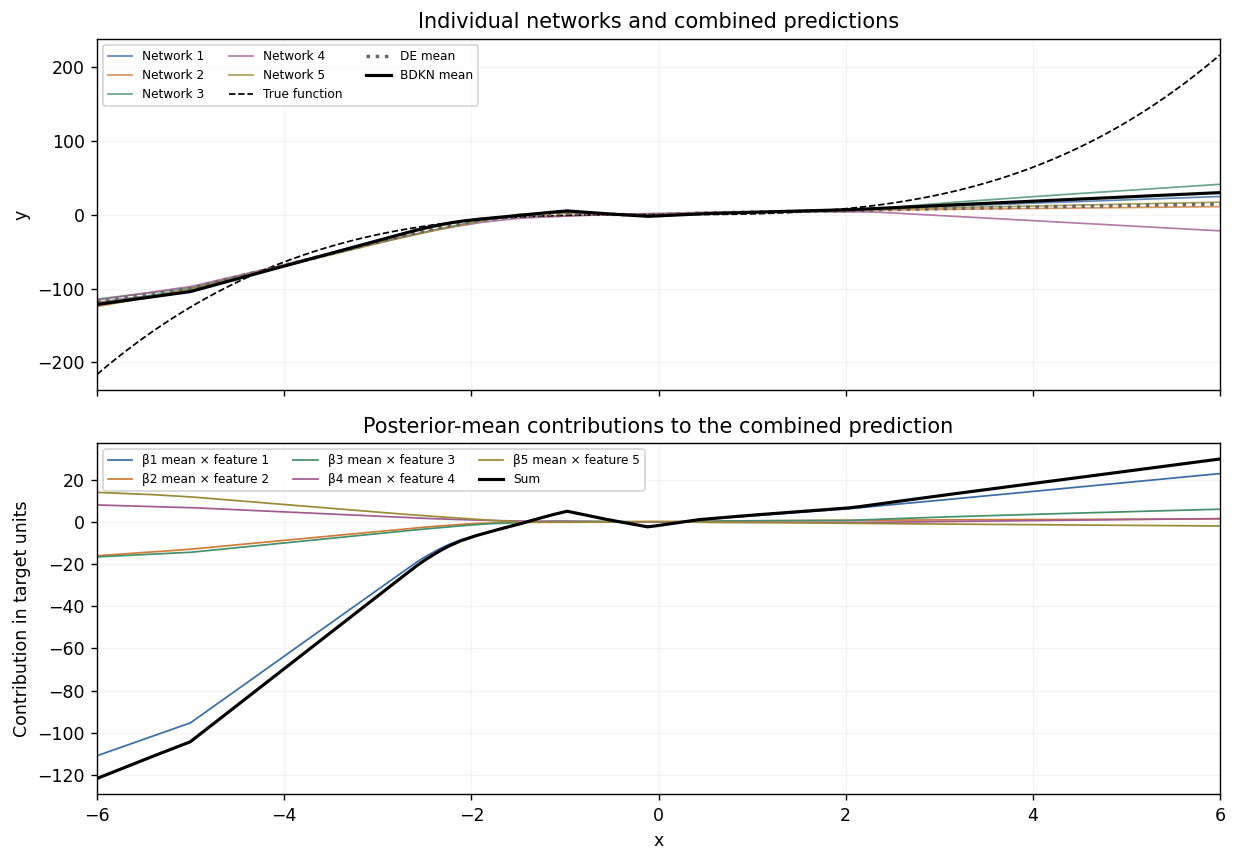 Individual networks and combined predictions
Network 1
Network 2
Network 3
Network 4
Network 5
True function
DE mean
BDKN mean
200
100
0
−100
−200
y
Posterior-mean contributions to the combined prediction
β1 mean × feature 1
β2 mean × feature 2
β3 mean × feature 3
β4 mean × feature 4
β5 mean × feature 5
Sum
20
0
−20
−40
−60
−80
−100
−120
Contribution in target units
−6
−4
−2
0
2
4
6
x